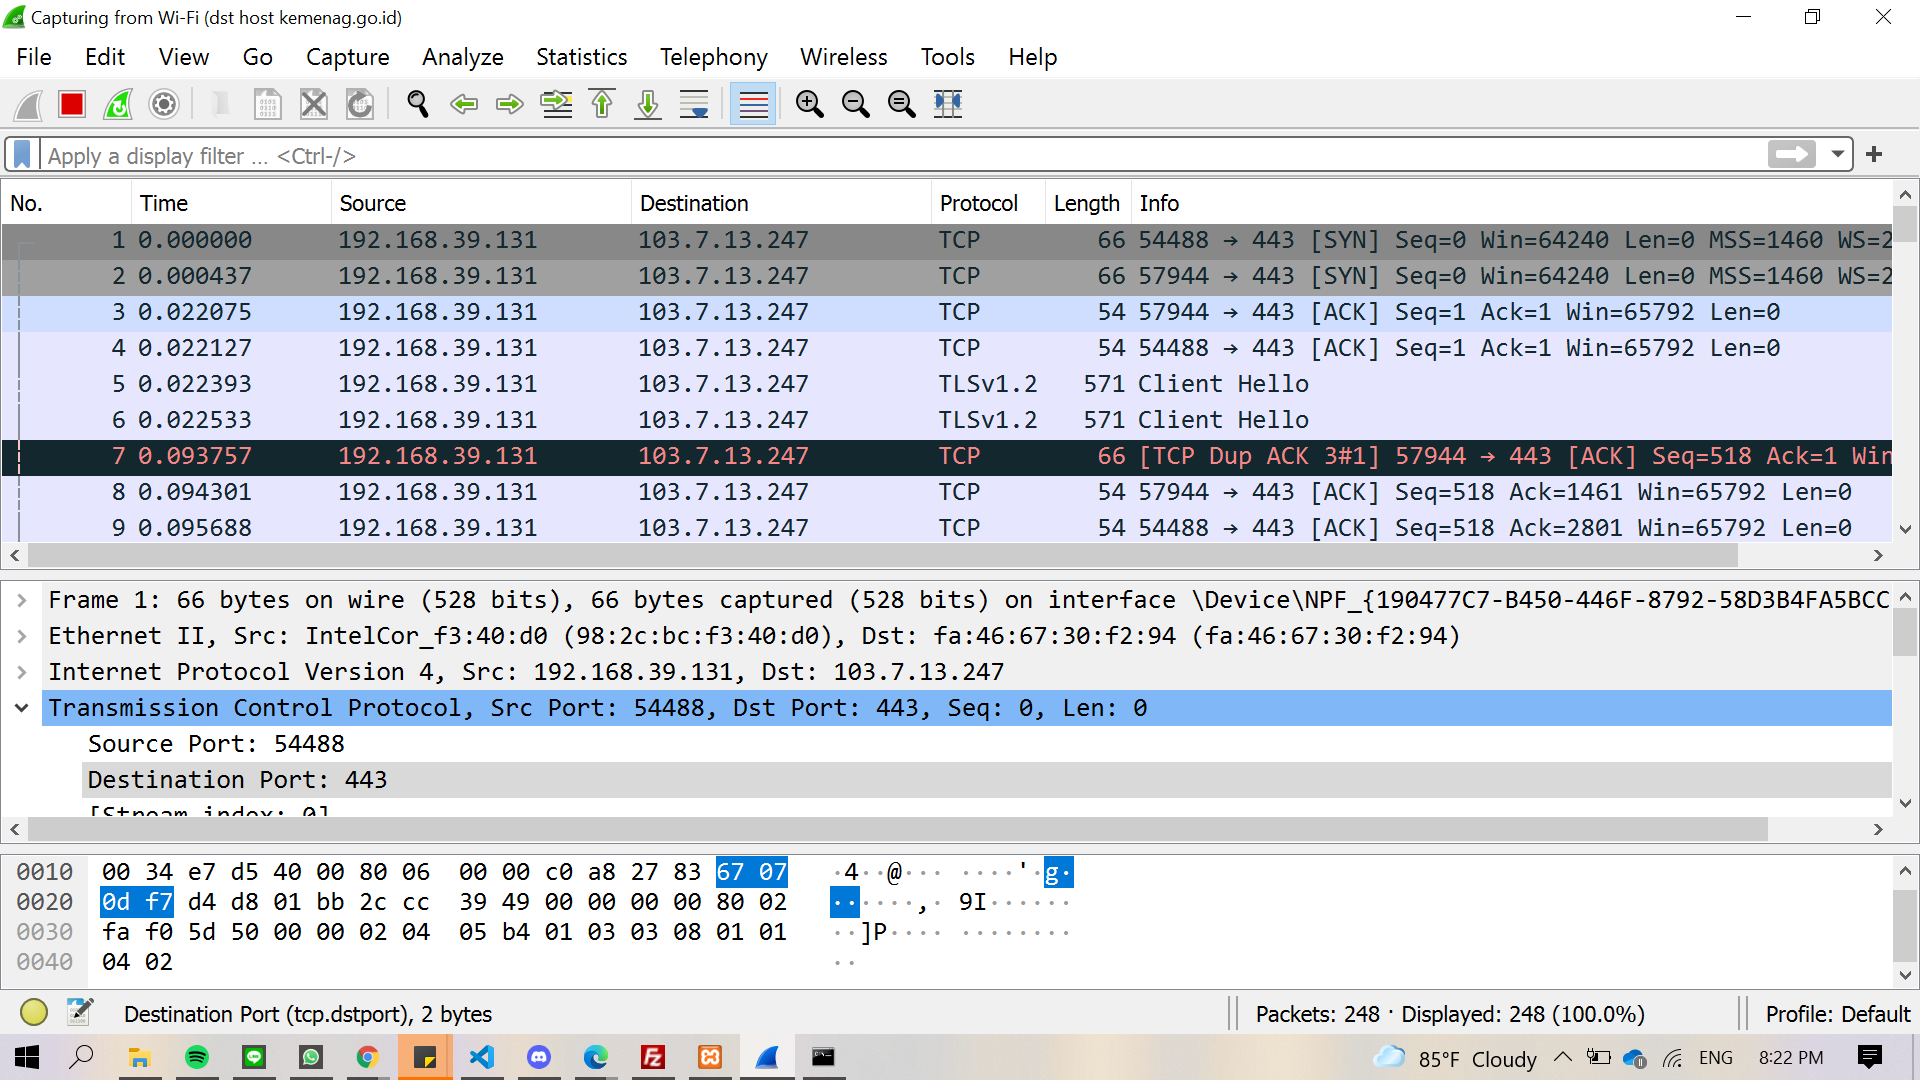 Capturing from Wi-Fi (dst host kemenag.go.id)
File Edit View Go Capture Analyze Statistics Telephony Wireless Tools Help
Apply a display filter … <Ctrl-/>
No. Time Source Destination Protocol Length Info
1 0.000000 192.168.39.131 103.7.13.247 TCP 66 54488 → 443 [SYN] Seq=0 Win=64240 Len=0 MSS=1460 WS=2
2 0.000437 192.168.39.131 103.7.13.247 TCP 66 57944 → 443 [SYN] Seq=0 Win=64240 Len=0 MSS=1460 WS=2
3 0.022075 192.168.39.131 103.7.13.247 TCP 54 57944 → 443 [ACK] Seq=1 Ack=1 Win=65792 Len=0
4 0.022127 192.168.39.131 103.7.13.247 TCP 54 54488 → 443 [ACK] Seq=1 Ack=1 Win=65792 Len=0
5 0.022393 192.168.39.131 103.7.13.247 TLSv1.2 571 Client Hello
6 0.022533 192.168.39.131 103.7.13.247 TLSv1.2 571 Client Hello
7 0.093757 192.168.39.131 103.7.13.247 TCP 66 [TCP Dup ACK 3#1] 57944 → 443 [ACK] Seq=518 Ack=1 Win
8 0.094301 192.168.39.131 103.7.13.247 TCP 54 57944 → 443 [ACK] Seq=518 Ack=1461 Win=65792 Len=0
9 0.095688 192.168.39.131 103.7.13.247 TCP 54 54488 → 443 [ACK] Seq=518 Ack=2801 Win=65792 Len=0
Frame 1: 66 bytes on wire (528 bits), 66 bytes captured (528 bits) on interface \Device\NPF_{190477C7-B450-446F-8792-58D3B4FA5BCC
Ethernet II, Src: IntelCor_f3:40:d0 (98:2c:bc:f3:40:d0), Dst: fa:46:67:30:f2:94 (fa:46:67:30:f2:94)
Internet Protocol Version 4, Src: 192.168.39.131, Dst: 103.7.13.247
Transmission Control Protocol, Src Port: 54488, Dst Port: 443, Seq: 0, Len: 0
Source Port: 54488
Destination Port: 443
[Stream index: 0]
0010 00 34 e7 d5 40 00 80 06 00 00 c0 a8 27 83 67 07 ·4··@··· ····'·g·
0020 0d f7 d4 d8 01 bb 2c cc 39 49 00 00 00 00 80 02 ······,· 9I······
0030 fa f0 5d 50 00 00 02 04 05 b4 01 03 03 08 01 01 ··]P···· ········
0040 04 02 ··
Destination Port (tcp.dstport), 2 bytes Packets: 248 · Displayed: 248 (100.0%) Profile: Default
85°F Cloudy ENG 8:22 PM